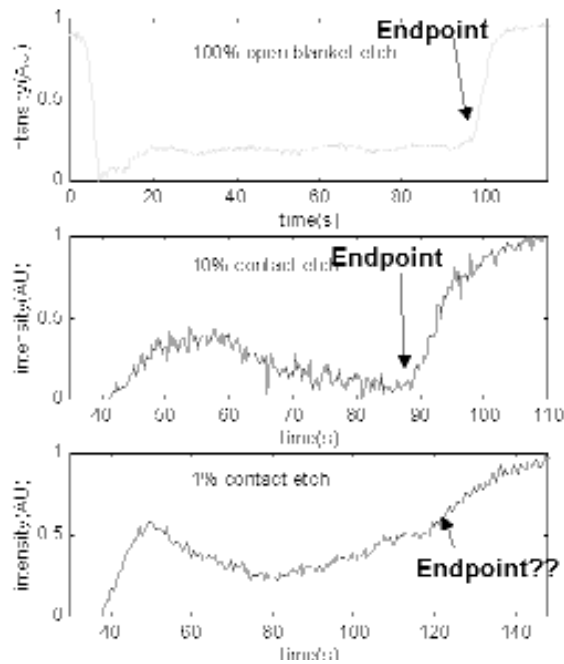 1
Endpoint
100% open blanket etch
0.5
0
0 20 40 60 80 100
time(s)
1
10% contact etch
Endpoint
intensity(AU)
0.5
0
40 50 60 70 80 90 100 110
time(s)
1
1% contact etch
intensity(AU)
0.5
Endpoint??
0
40 60 80 100 120 140
time(s)